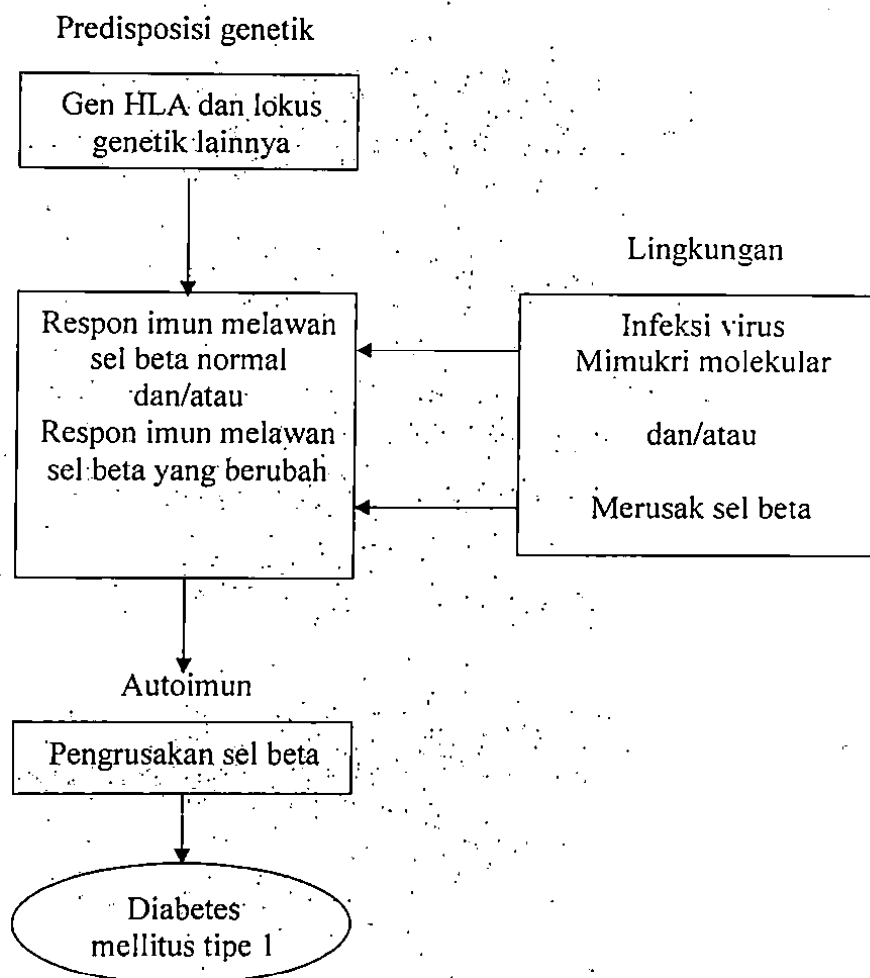 Predisposisi genetik
Gen HLA dan lokus
genetik lainnya
Respon imun melawan
sel beta normal
dan/atau
Respon imun melawan
sel beta yang berubah
Lingkungan
Infeksi virus
Mimukri molekular
dan/atau
Merusak sel beta
Autoimun
Pengrusakan sel beta
Diabetes
mellitus tipe 1